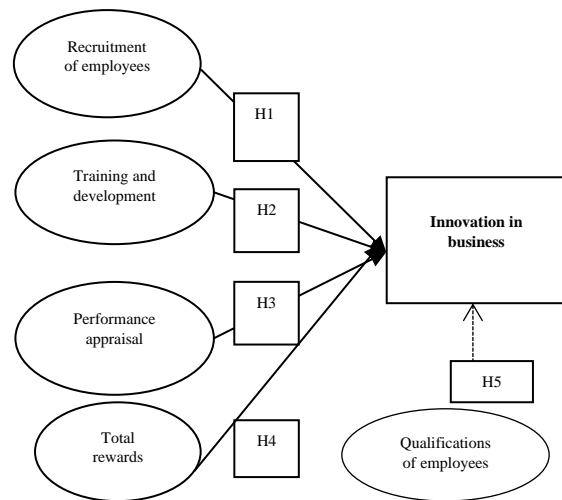 Recruitment
of employees
H1
Training and
development
H2
Innovation in
business
Performance
appraisal
H3
H5
Total
rewards
H4
Qualifications
of employees